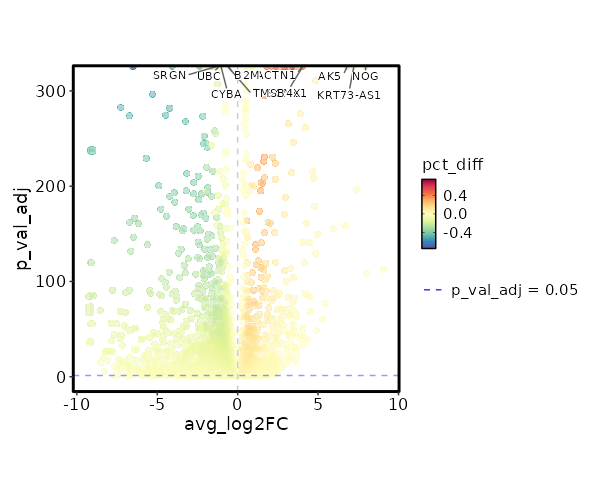 SRGN UBC B2M ACTN1 AK5 NOG
CYBA KRT73-AS1
300
200
100
0
p_val_adj
-10 -5 0 5 10
avg_log2FC
pct_diff
0.4
0.0
-0.4
p_val_adj = 0.05